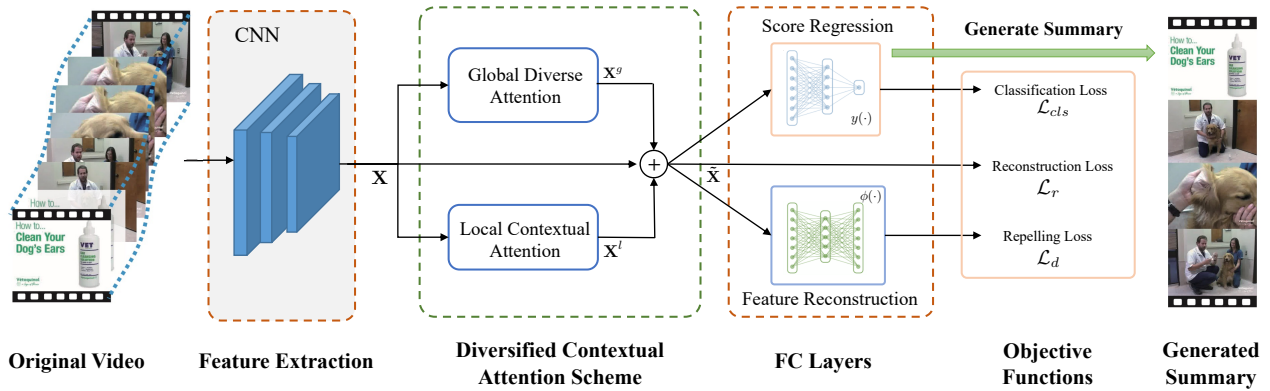 How to...
Clean Your
Dog's Ears
VET
Vetoquinol
Original Video
CNN
X
Feature Extraction
Global Diverse
Attention
X^g
Local Contextual
Attention
X^l
+
X̃
Diversified Contextual
Attention Scheme
Score Regression
y(·)
ϕ(·)
Feature Reconstruction
FC Layers
Generate Summary
Classification Loss
ℒ_cls
Reconstruction Loss
ℒ_r
Repelling Loss
ℒ_d
Objective
Functions
How to...
Clean Your
Dog's Ears
VET
Generated
Summary